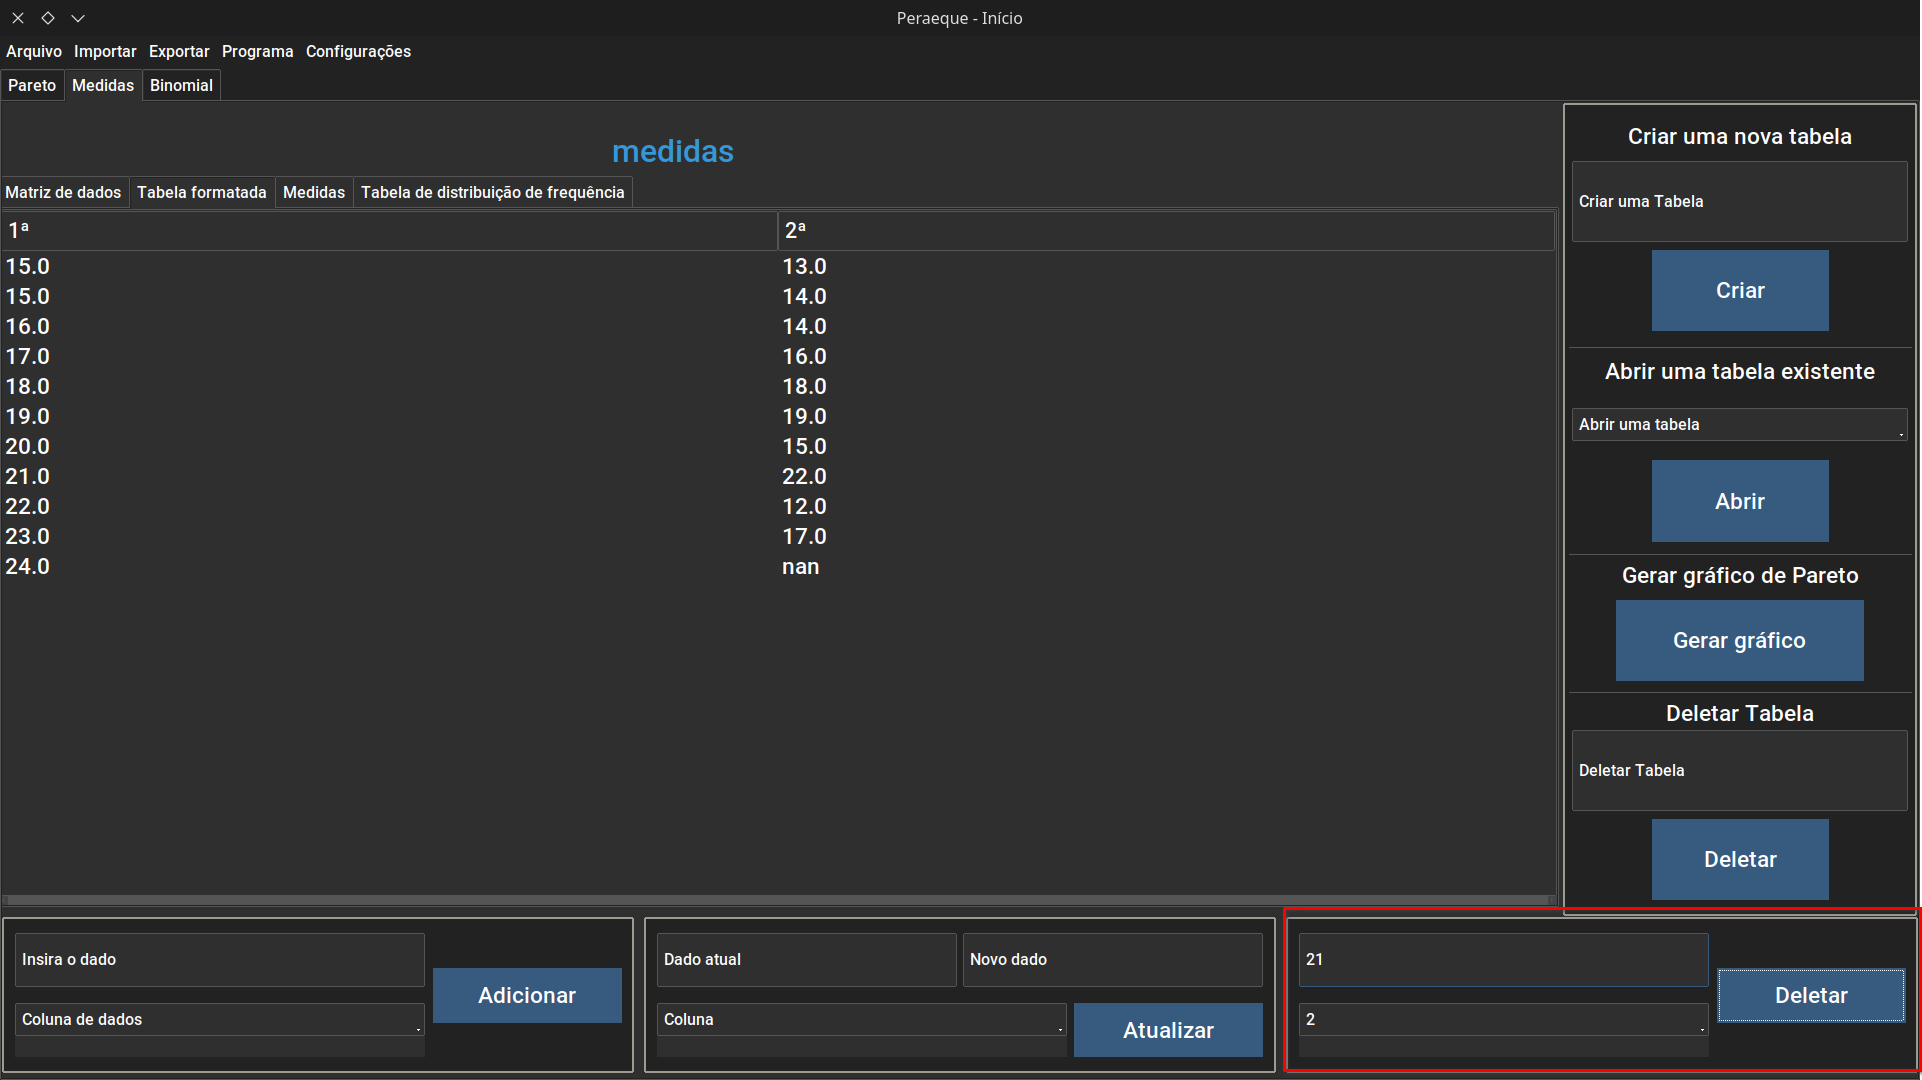 Peraeque - Início
Arquivo Importar Exportar Programa Configurações
Pareto Medidas Binomial
medidas
Matriz de dados Tabela formatada Medidas Tabela de distribuição de frequência
1ª 2ª
15.0 13.0
15.0 14.0
16.0 14.0
17.0 16.0
18.0 18.0
19.0 19.0
20.0 15.0
21.0 22.0
22.0 12.0
23.0 17.0
24.0 nan
Criar uma nova tabela
Criar uma Tabela
Criar
Abrir uma tabela existente
Abrir uma tabela
Abrir
Gerar gráfico de Pareto
Gerar gráfico
Deletar Tabela
Deletar Tabela
Deletar
Insira o dado
Coluna de dados
Adicionar
Dado atual Novo dado
Coluna
Atualizar
21
2
Deletar